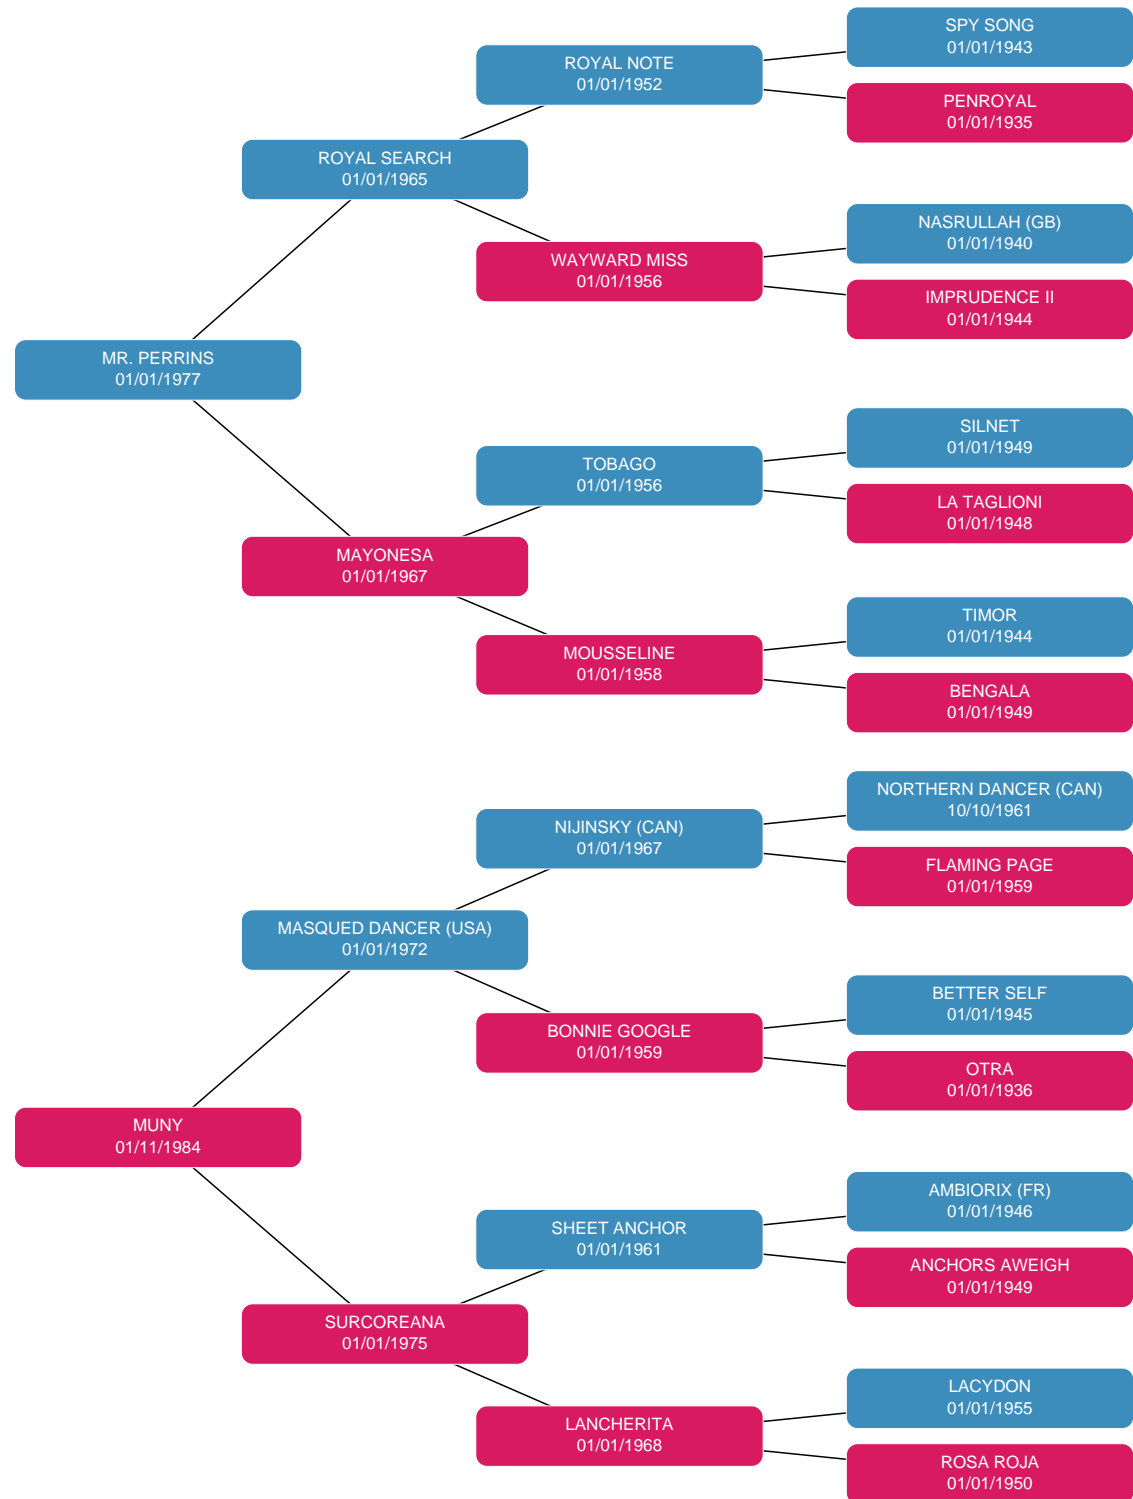 SPY SONG
01/01/1943
ROYAL NOTE
01/01/1952
PENROYAL
01/01/1935
ROYAL SEARCH
01/01/1965
NASRULLAH (GB)
01/01/1940
WAYWARD MISS
01/01/1956
IMPRUDENCE II
01/01/1944
MR. PERRINS
01/01/1977
SILNET
01/01/1949
TOBAGO
01/01/1956
LA TAGLIONI
01/01/1948
MAYONESA
01/01/1967
TIMOR
01/01/1944
MOUSSELINE
01/01/1958
BENGALA
01/01/1949
NORTHERN DANCER (CAN)
10/10/1961
NIJINSKY (CAN)
01/01/1967
FLAMING PAGE
01/01/1959
MASQUED DANCER (USA)
01/01/1972
BETTER SELF
01/01/1945
BONNIE GOOGLE
01/01/1959
OTRA
01/01/1936
MUNY
01/11/1984
AMBIORIX (FR)
01/01/1946
SHEET ANCHOR
01/01/1961
ANCHORS AWEIGH
01/01/1949
SURCOREANA
01/01/1975
LACYDON
01/01/1955
LANCHERITA
01/01/1968
ROSA ROJA
01/01/1950